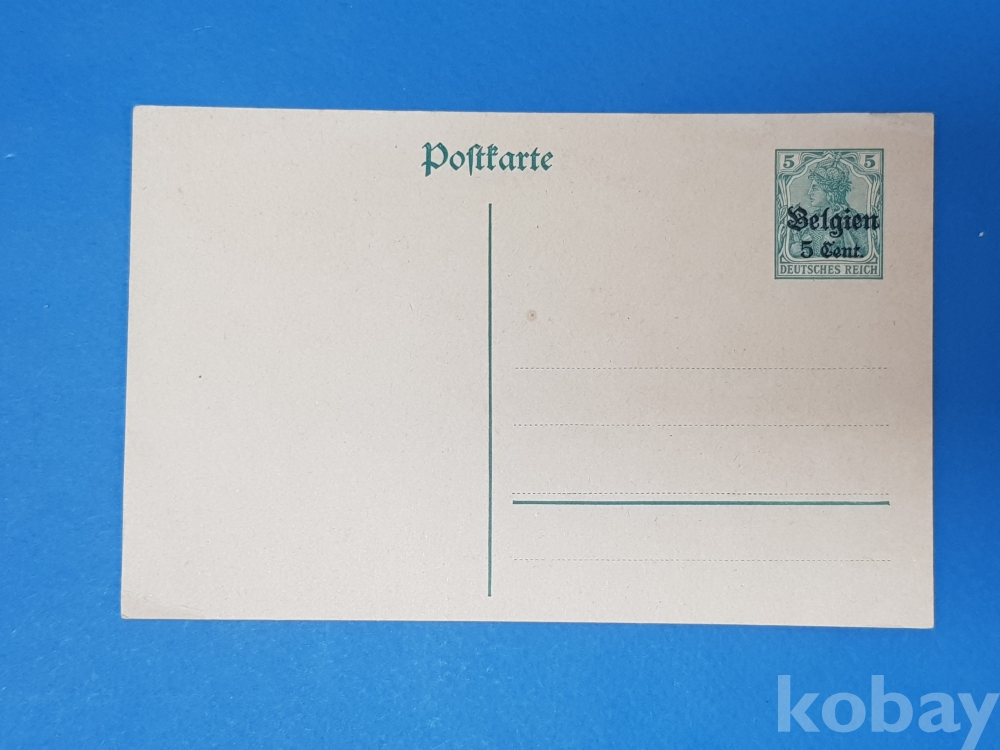 Poſtkarte
5 5
Belgien
5 Cent.
DEUTSCHES REICH
kobay